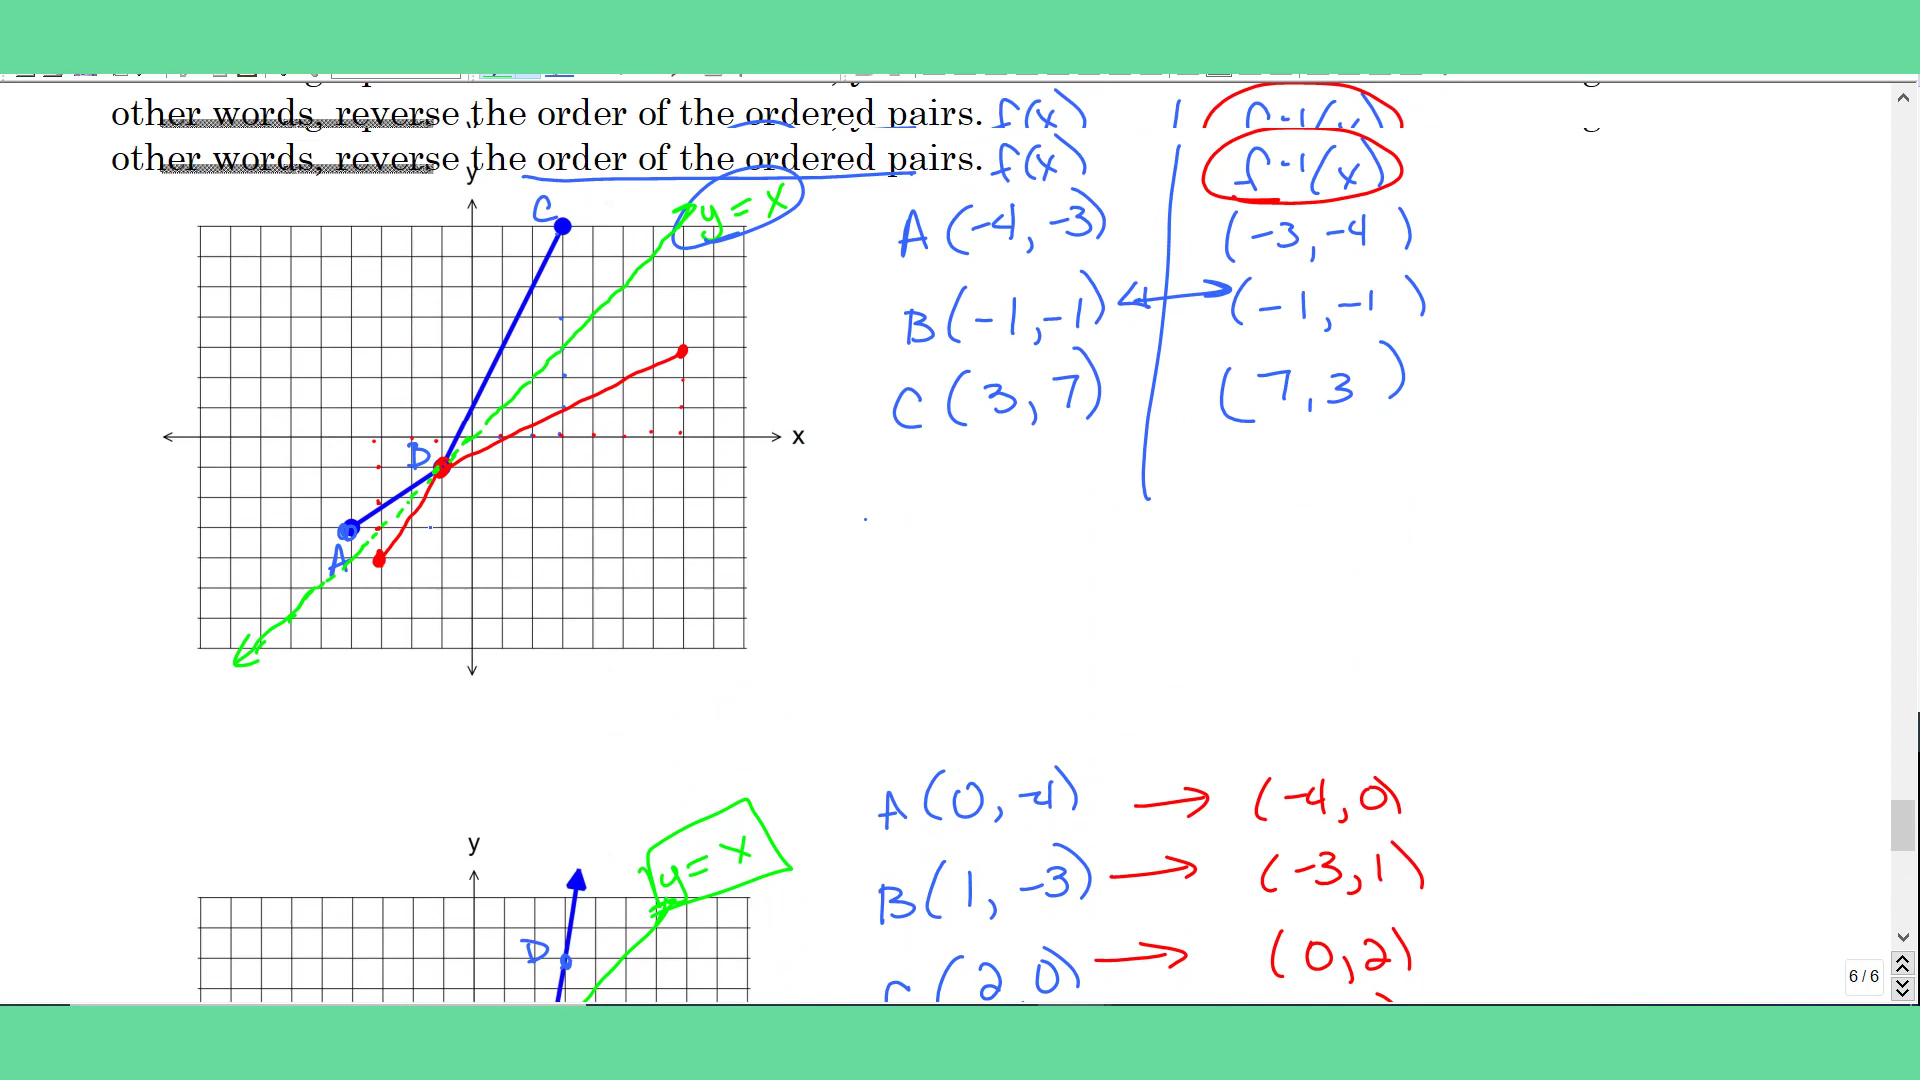 other words, reverse the order of the ordered pairs. f(x)
other words, reverse the order of the ordered pairs. f(x) f-1(x)
y
C
y = x
A (-4, -3) (-3, -4)
B (-1, -1) (-1, -1)
C (3, 7) (7, 3)
x
B
A
A (0, -4) → (-4, 0)
y
y = x
B (1, -3) → (-3, 1)
D
C (2 0) → (0, 2)
6 / 6